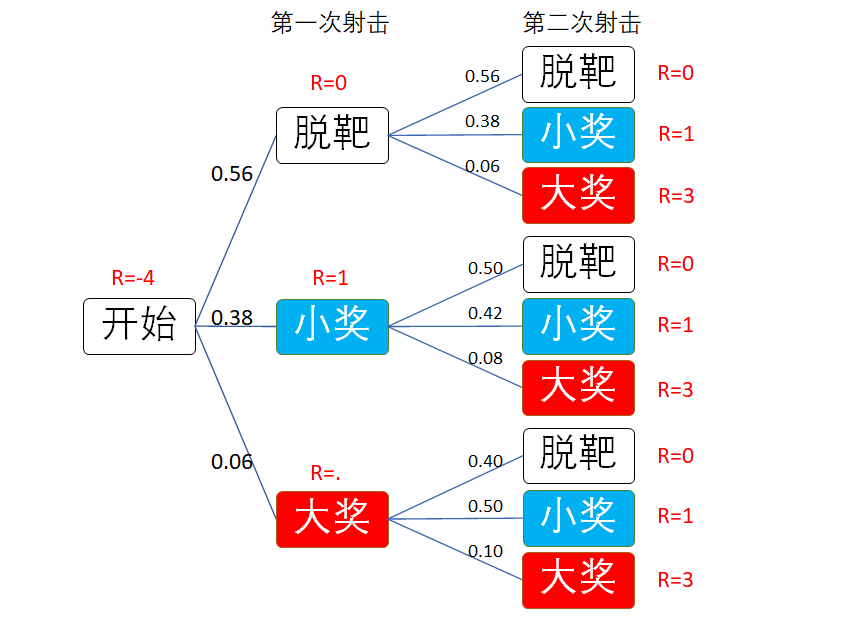 第一次射击 第二次射击
R=0
0.56 脱靶 R=0
脱靶
0.38 小奖 R=1
0.06 大奖 R=3
0.56
R=-4
开始
R=1
0.38
小奖
0.50 脱靶 R=0
0.42 小奖 R=1
0.08 大奖 R=3
0.06
R=.
大奖
0.40 脱靶 R=0
0.50 小奖 R=1
0.10 大奖 R=3